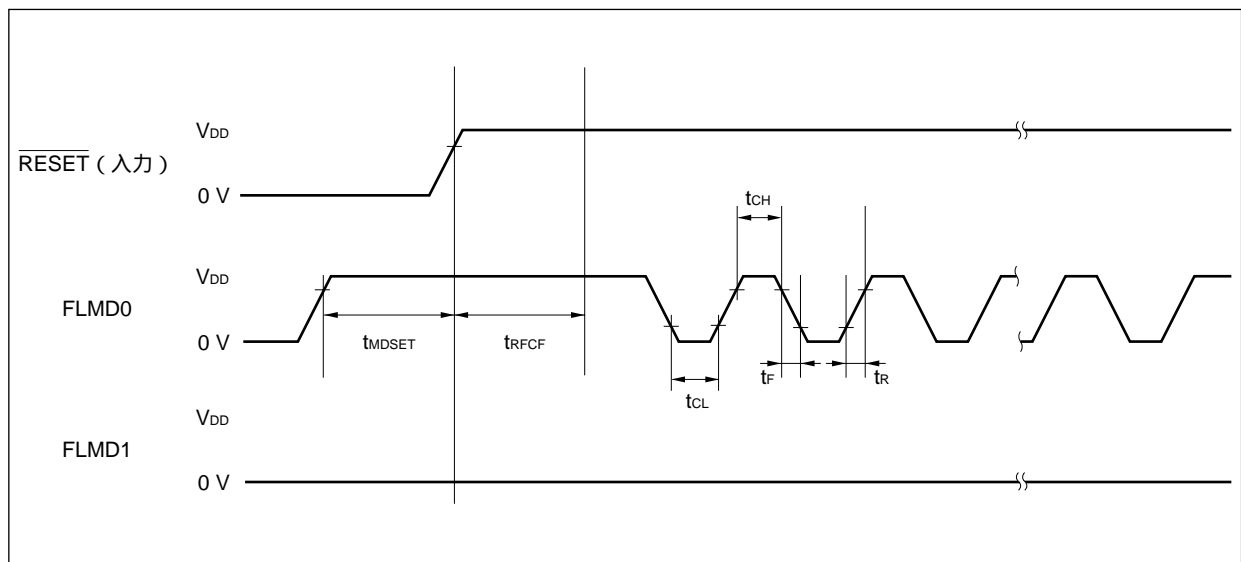 VDD
RESET（入力）
0 V
tCH
VDD
FLMD0
0 V
tMDSET
tRFCF
tF
tR
tCL
VDD
FLMD1
0 V